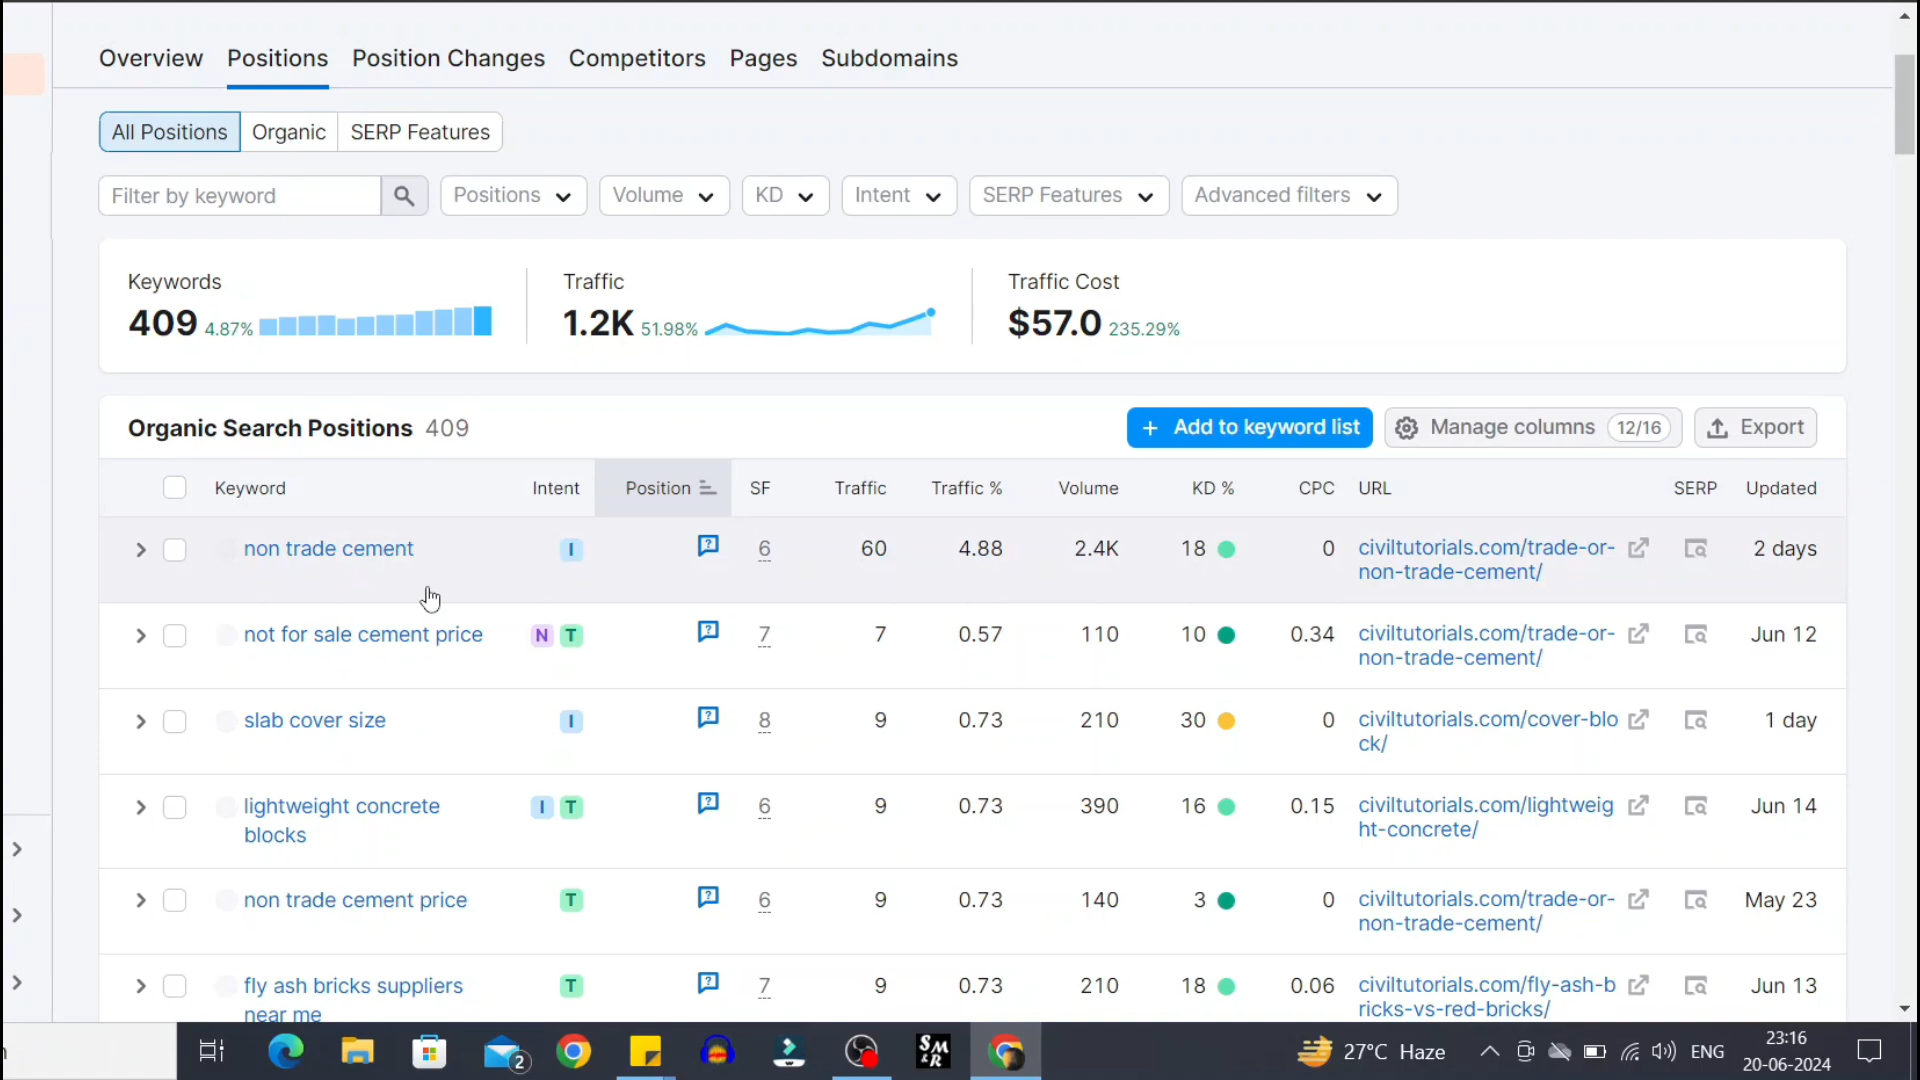 Overview Positions Position Changes Competitors Pages Subdomains
All Positions Organic SERP Features
Filter by keyword Positions Volume KD Intent SERP Features Advanced filters
Keywords Traffic Traffic Cost
409 4.87% 1.2K 51.98% $57.0 235.29%
Organic Search Positions 409 + Add to keyword list Manage columns 12/16 Export
Keyword Intent Position SF Traffic Traffic % Volume KD % CPC URL SERP Updated
non trade cement I 6 60 4.88 2.4K 18 0 civiltutorials.com/trade-or- 2 days
non-trade-cement/
not for sale cement price N T 7 7 0.57 110 10 0.34 civiltutorials.com/trade-or- Jun 12
non-trade-cement/
slab cover size I 8 9 0.73 210 30 0 civiltutorials.com/cover-blo 1 day
ck/
lightweight concrete I T 6 9 0.73 390 16 0.15 civiltutorials.com/lightweig Jun 14
blocks ht-concrete/
non trade cement price T 6 9 0.73 140 3 0 civiltutorials.com/trade-or- May 23
non-trade-cement/
fly ash bricks suppliers T 7 9 0.73 210 18 0.06 civiltutorials.com/fly-ash-b Jun 13
near me ricks-vs-red-bricks/
2 SM &R 27°C Haze ENG 23:16
20-06-2024